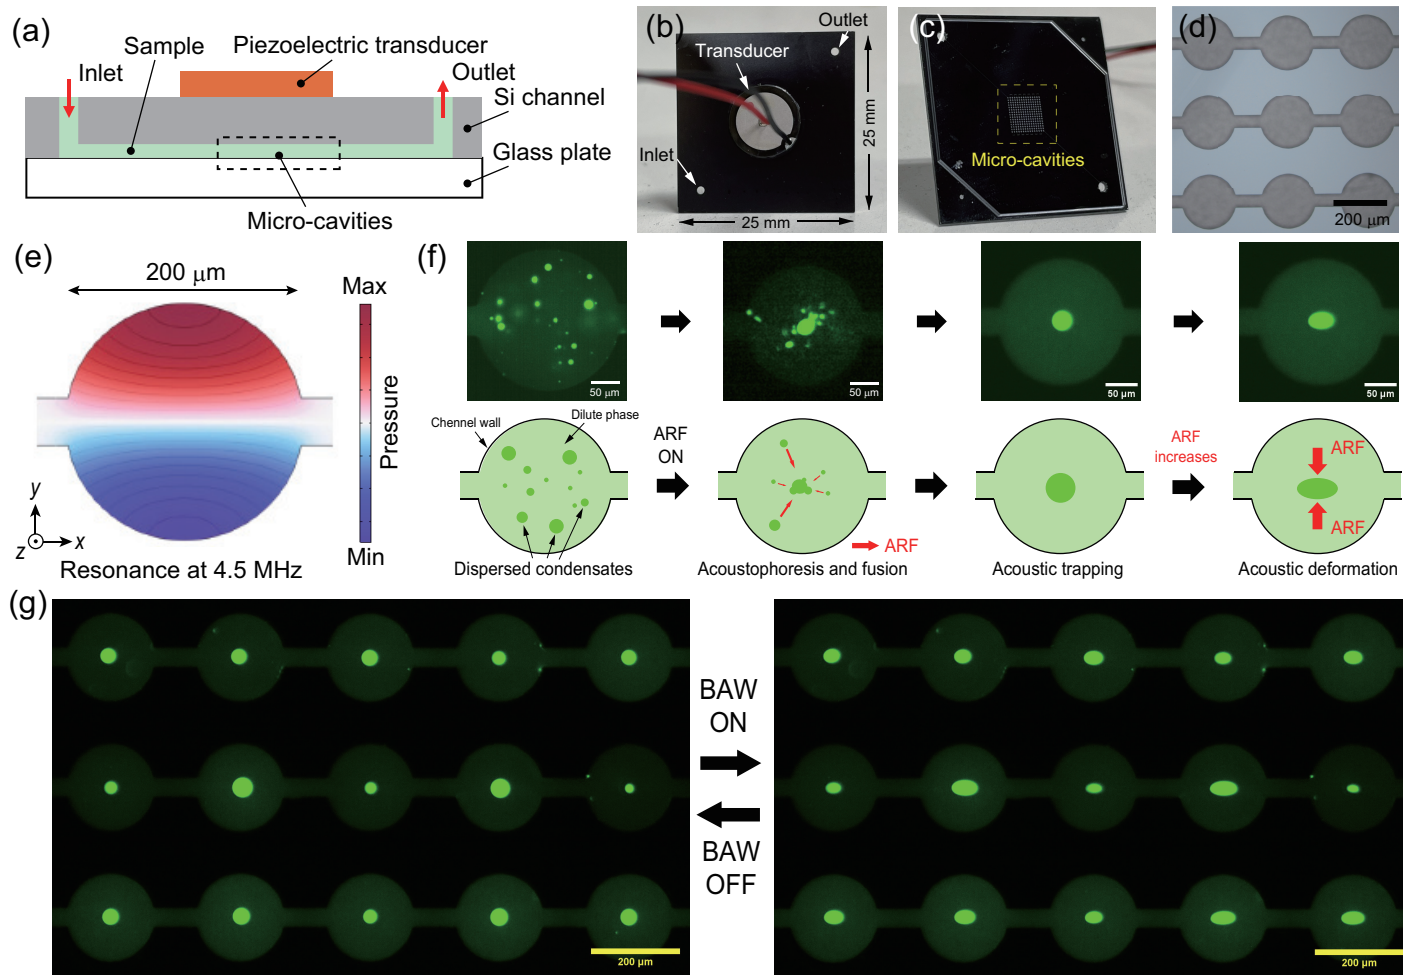 (a)
Sample
Piezoelectric transducer
Inlet
Outlet
Si channel
Glass plate
Micro-cavities
(b)
Outlet
Transducer
Inlet
25 mm
25 mm
(c)
Micro-cavities
(d)
200 μm
(e)
200 μm
Max
Pressure
Min
y
z
x
Resonance at 4.5 MHz
(f)
50 μm
50 μm
50 μm
50 μm
Chennel wall
Dilute phase
Dispersed condensates
ARF
ON
ARF
Acoustophoresis and fusion
Acoustic trapping
ARF
increases
ARF
ARF
Acoustic deformation
(g)
200 μm
BAW
ON
BAW
OFF
200 μm